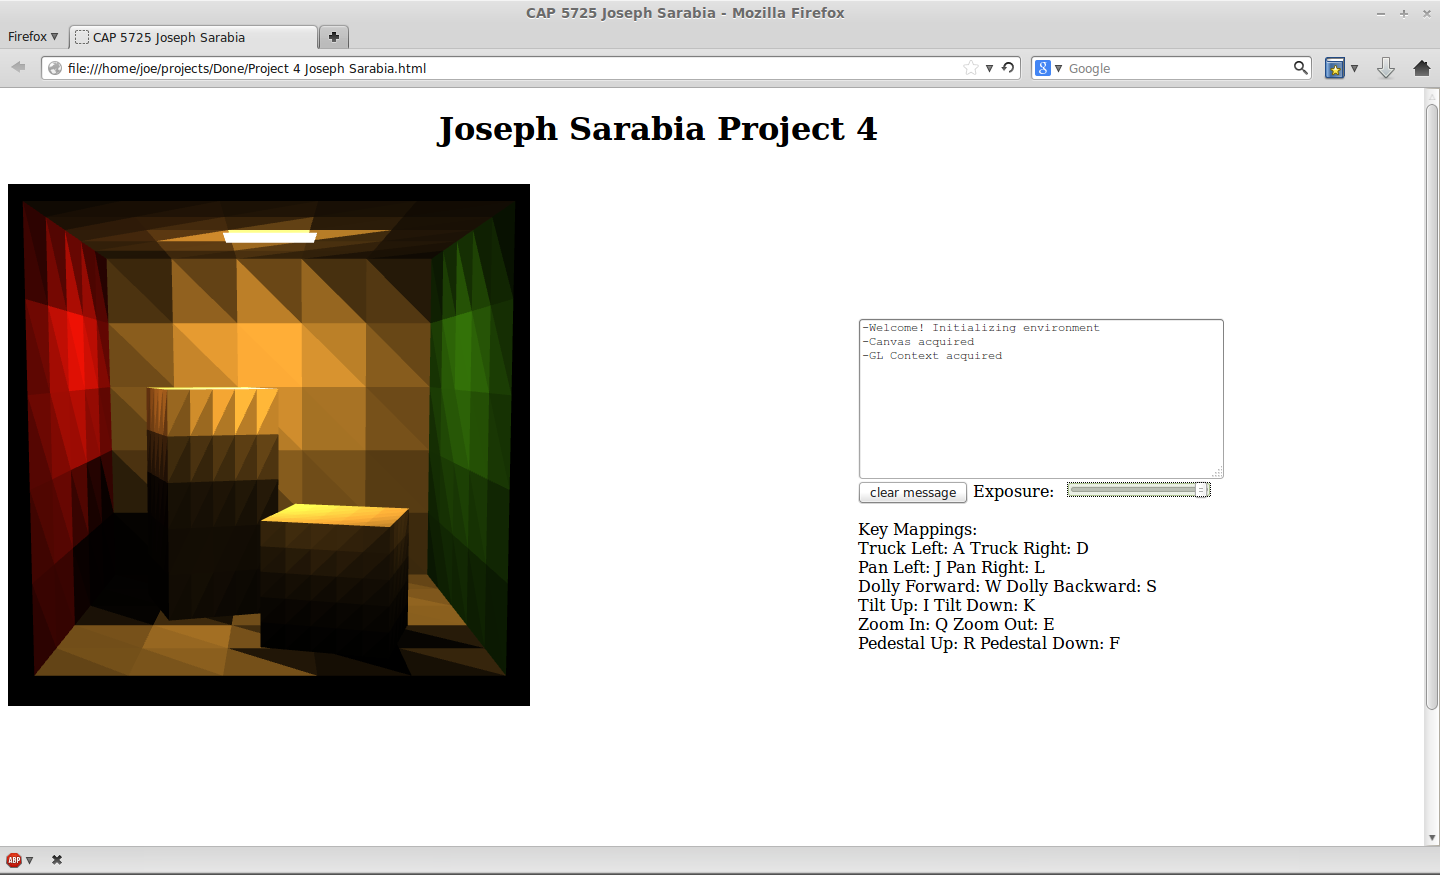 CAP 5725 Joseph Sarabia - Mozilla Firefox
Firefox
CAP 5725 Joseph Sarabia
file:///home/joe/projects/Done/Project 4 Joseph Sarabia.html
8 Google
Joseph Sarabia Project 4
-Welcome! Initializing environment
-Canvas acquired
-GL Context acquired
clear message Exposure:
Key Mappings:
Truck Left: A Truck Right: D
Pan Left: J Pan Right: L
Dolly Forward: W Dolly Backward: S
Tilt Up: I Tilt Down: K
Zoom In: Q Zoom Out: E
Pedestal Up: R Pedestal Down: F
ABP